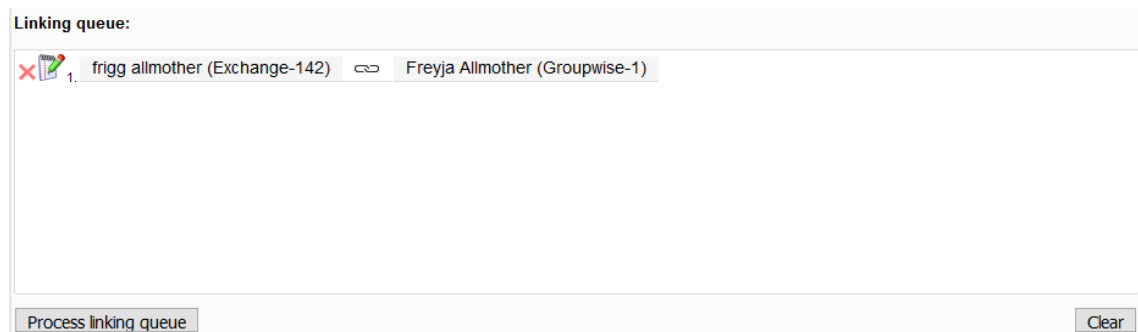 Linking queue:
1. frigg allmother (Exchange-142) Freyja Allmother (Groupwise-1)
Process linking queue Clear